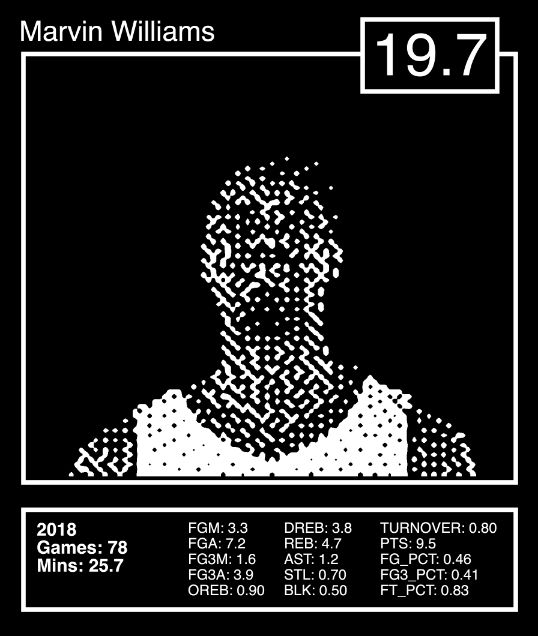 Marvin Williams
19.7
2018
Games: 78
Mins: 25.7
FGM: 3.3
FGA: 7.2
FG3M: 1.6
FG3A: 3.9
OREB: 0.90
DREB: 3.8
REB: 4.7
AST: 1.2
STL: 0.70
BLK: 0.50
TURNOVER: 0.80
PTS: 9.5
FG_PCT: 0.46
FG3_PCT: 0.41
FT_PCT: 0.83